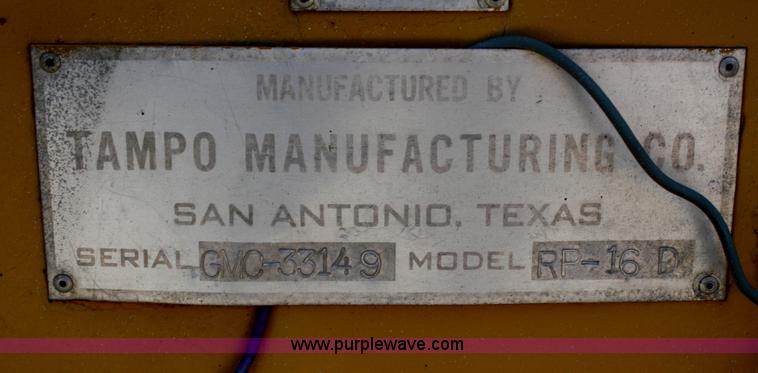 MANUFACTURED BY
TAMPO MANUFACTURING CO.
SAN ANTONIO, TEXAS
SERIAL GMC-33149 MODEL RP-16 D
www.purplewave.com